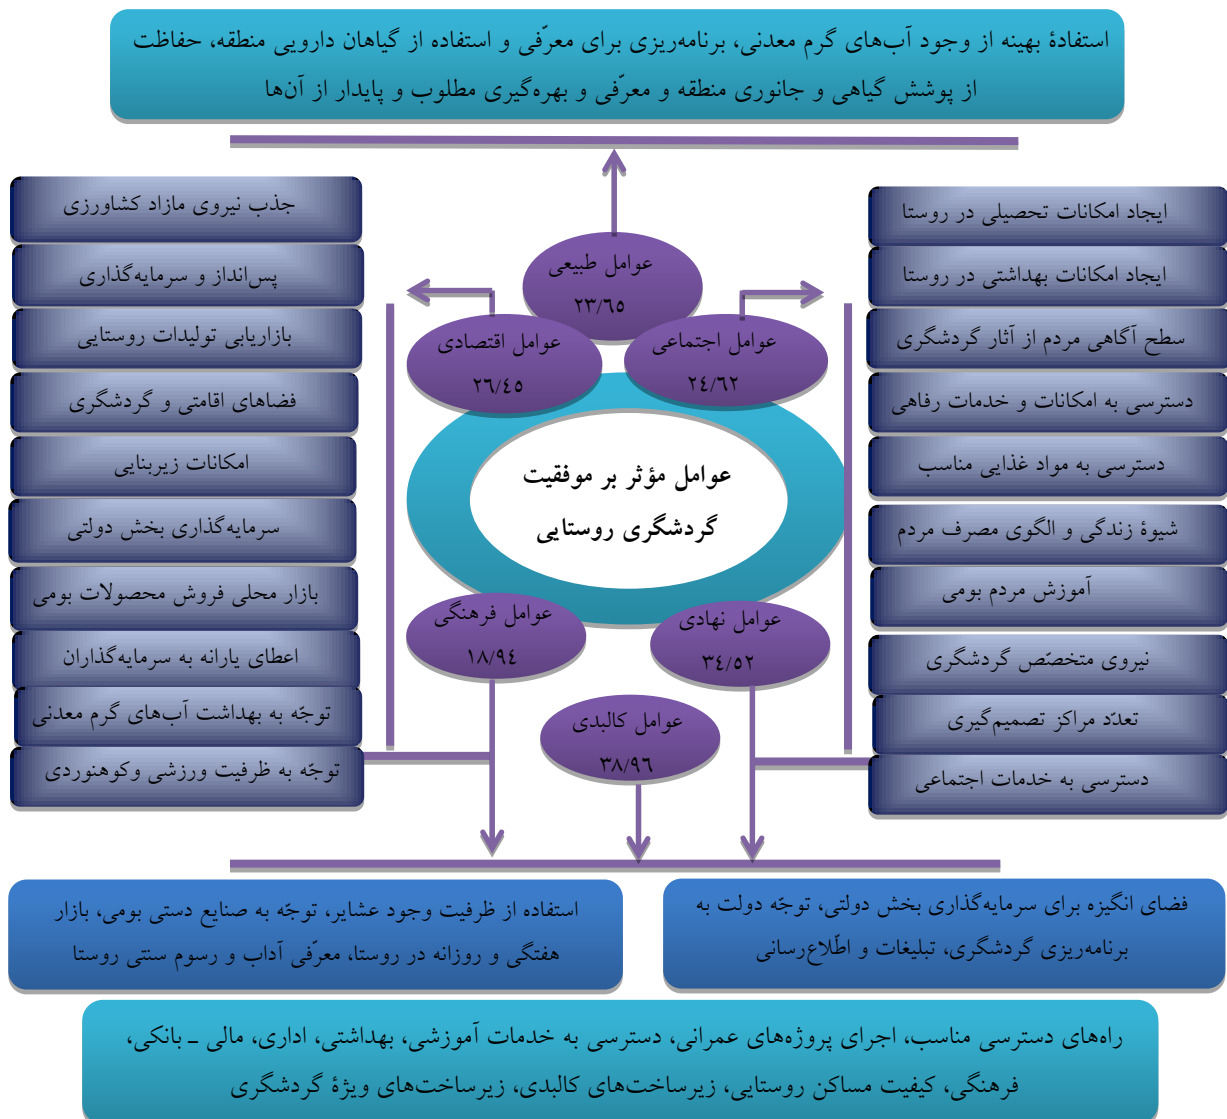 استفادهٔ بهینه از وجود آب‌های گرم معدنی، برنامه‌ریزی برای معرّفی و استفاده از گیاهان دارویی منطقه، حفاظت
از پوشش گیاهی و جانوری منطقه و معرّفی و بهره‌گیری مطلوب و پایدار از آن‌ها
ایجاد امکانات تحصیلی در روستا
ایجاد امکانات بهداشتی در روستا
سطح آگاهی مردم از آثار گردشگری
دسترسی به امکانات و خدمات رفاهی
دسترسی به مواد غذایی مناسب
شیوهٔ زندگی و الگوی مصرف مردم
آموزش مردم بومی
نیروی متخصّص گردشگری
تعدّد مراکز تصمیم‌گیری
دسترسی به خدمات اجتماعی
عوامل طبیعی
۲۳/٦٥
عوامل اجتماعی
۲٤/٦۲
عوامل اقتصادی
۲٦/٤٥
عوامل مؤثر بر موفقیت
گردشگری روستایی
عوامل نهادی
۳٤/٥۲
عوامل فرهنگی
۱۸/۹٤
عوامل کالبدی
۳۸/۹٦
جذب نیروی مازاد کشاورزی
پس‌انداز و سرمایه‌گذاری
بازاریابی تولیدات روستایی
فضاهای اقامتی و گردشگری
امکانات زیربنایی
سرمایه‌گذاری بخش دولتی
بازار محلی فروش محصولات بومی
اعطای یارانه به سرمایه‌گذاران
توجّه به بهداشت آب‌های گرم معدنی
توجّه به ظرفیت ورزشی وکوهنوردی
فضای انگیزه برای سرمایه‌گذاری بخش دولتی، توجّه دولت به
برنامه‌ریزی گردشگری، تبلیغات و اطّلاع‌رسانی
استفاده از ظرفیت وجود عشایر، توجّه به صنایع دستی بومی، بازار
هفتگی و روزانه در روستا، معرّفی آداب و رسوم سنتی روستا
راه‌های دسترسی مناسب، اجرای پروژه‌های عمرانی، دسترسی به خدمات آموزشی، بهداشتی، اداری، مالی ـ بانکی،
فرهنگی، کیفیت مساکن روستایی، زیرساخت‌های کالبدی، زیرساخت‌های ویژهٔ گردشگری